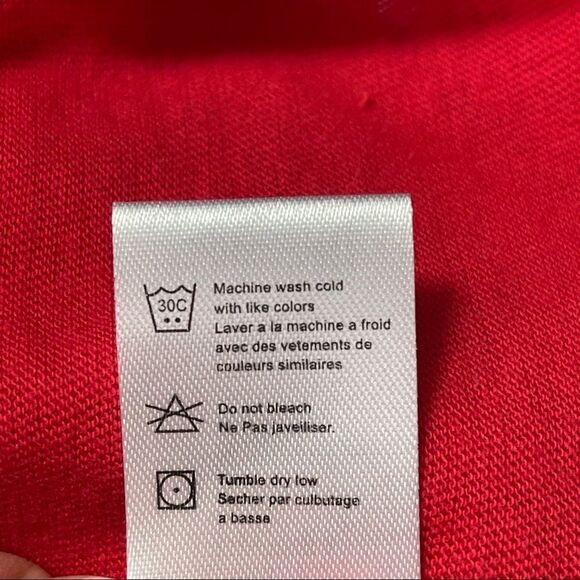 30C
Machine wash cold
with like colors
Laver a la machine a froid
avec des vetements de
couleurs similaires
Do not bleach
Ne Pas javeiliser.
Tumble dry low
Secher par culbutage
a basse